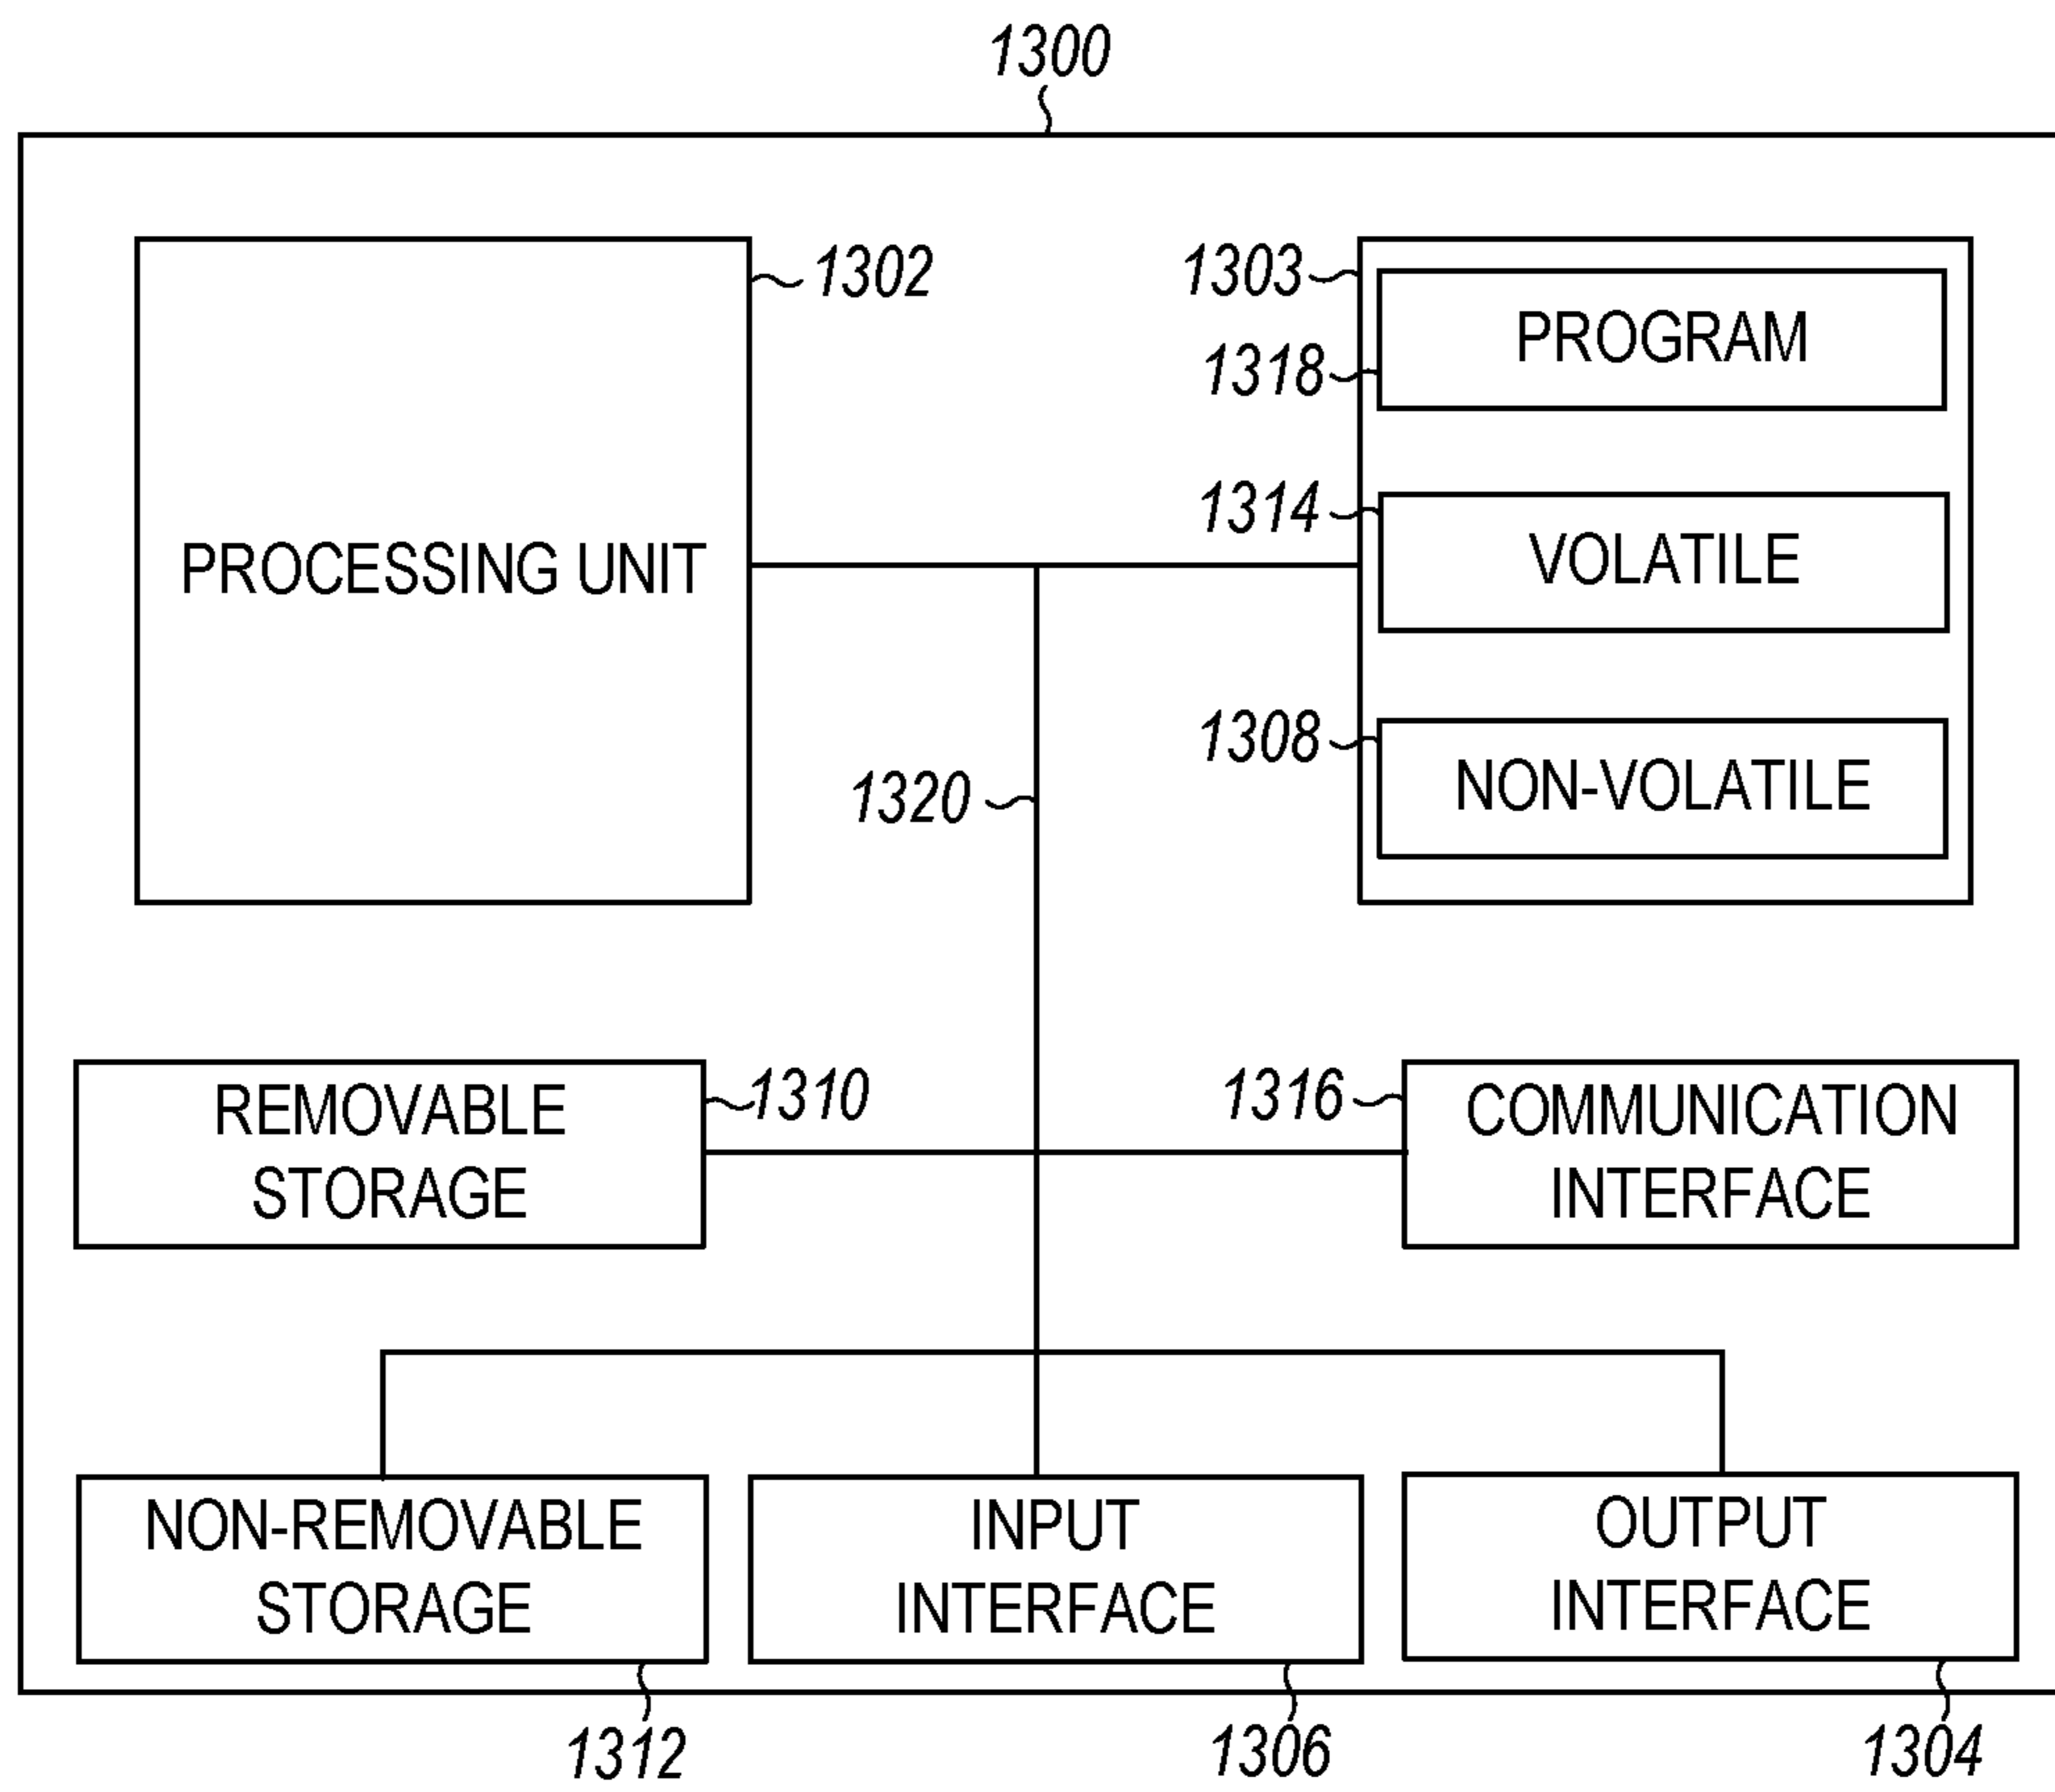 1300
1302
1303
PROGRAM
1318
1314
VOLATILE
PROCESSING UNIT
1308
NON-VOLATILE
1320
REMOVABLE
STORAGE
1310
1316
COMMUNICATION
INTERFACE
NON-REMOVABLE
STORAGE
INPUT
INTERFACE
OUTPUT
INTERFACE
1312
1306
1304